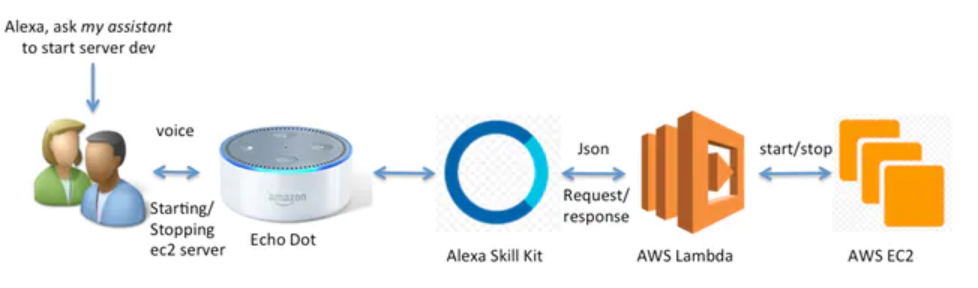 Alexa, ask my assistant
to start server dev
voice
Starting/
Stopping
ec2 server
amazon
Echo Dot
Alexa Skill Kit
Json
Request/
response
AWS Lambda
start/stop
AWS EC2